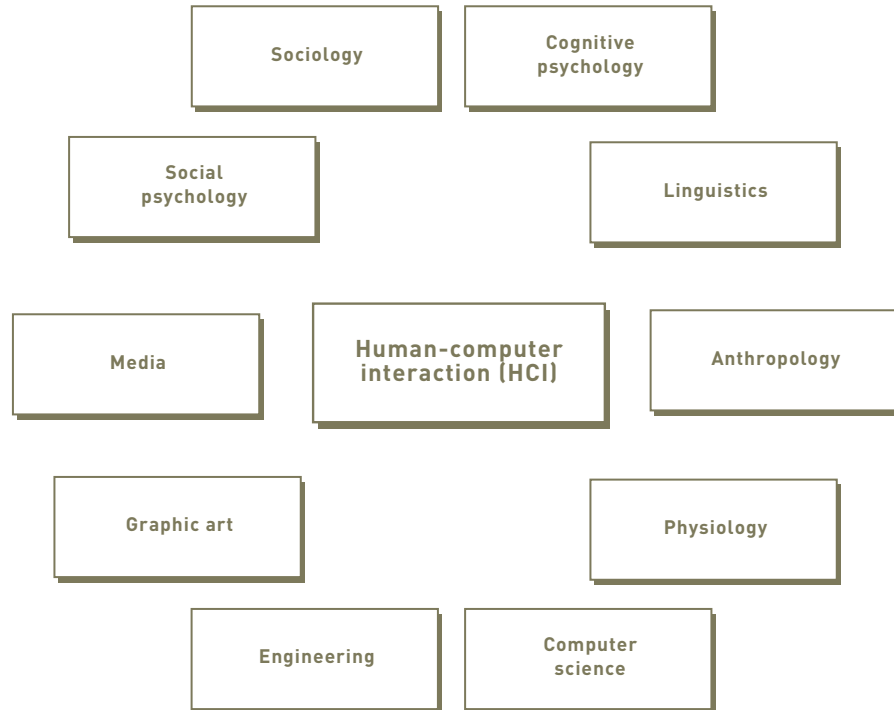 Sociology
Cognitive
psychology
Social
psychology
Linguistics
Media
Human-computer
interaction (HCI)
Anthropology
Graphic art
Physiology
Engineering
Computer
science